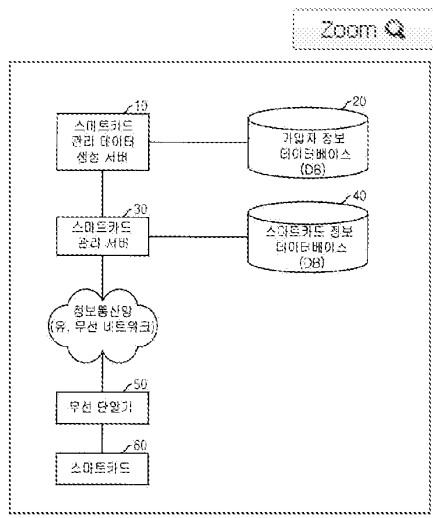 Zoom
10
스마트카드
관리 데이터
생성 서버
20
가입자 정보
데이터베이스
(DB)
30
스마트카드
관리 서버
40
스마트카드 정보
데이터베이스
(DB)
정보통신망
(유, 무선 네트워크)
50
무선 단말기
60
스마트카드